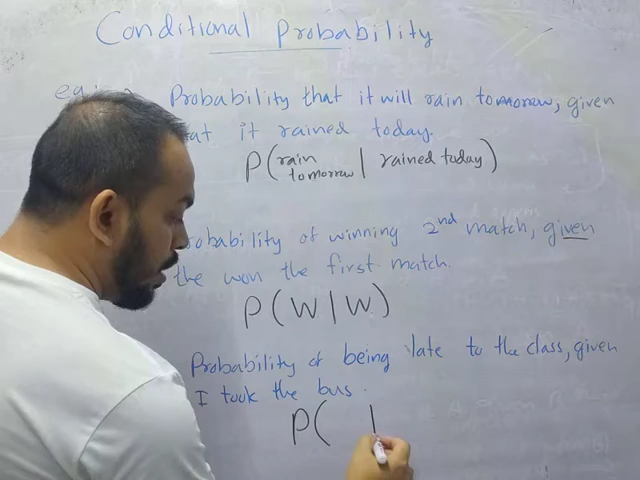 Conditional Probability
eg:- Probability that it will rain tomorrow, given
at it rained today.
P(rain tomorrow | rained today)
robability of winning 2nd match, given
the won the first match.
P(W|W)
Probability of being late to the class, given
I took the bus.
P( |